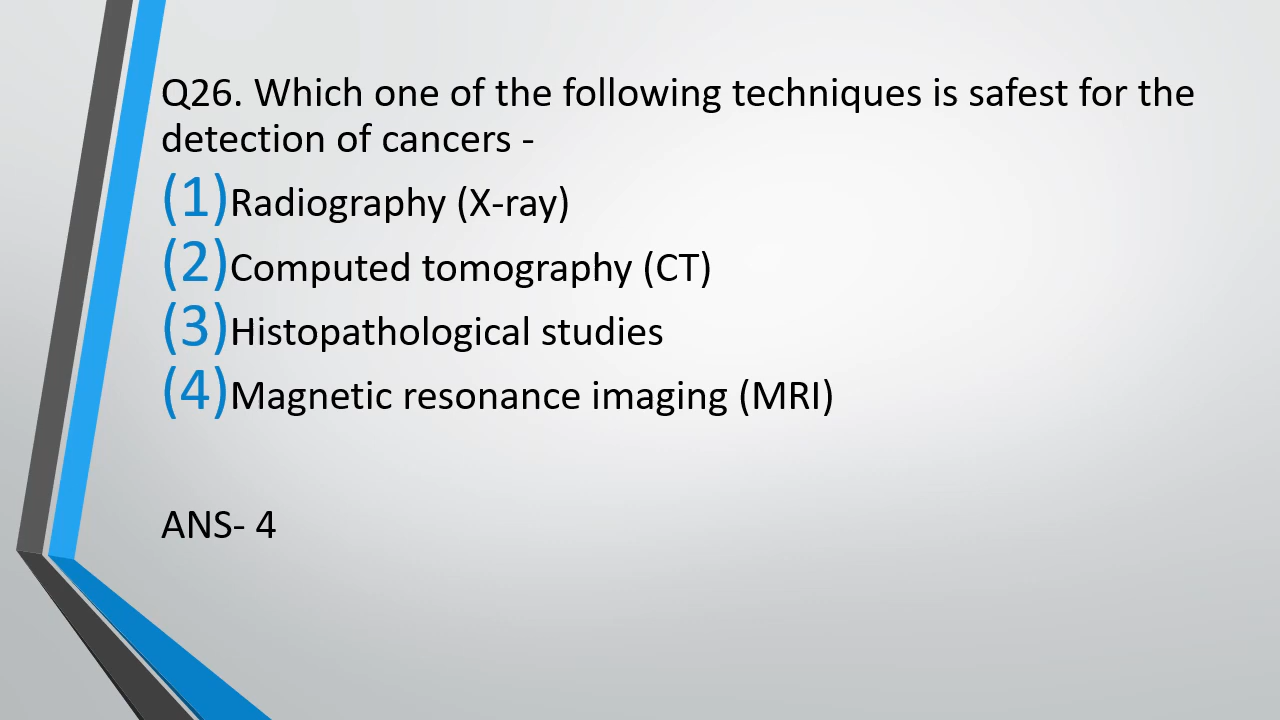 Q26. Which one of the following techniques is safest for the
detection of cancers -
(1)Radiography (X-ray)
(2)Computed tomography (CT)
(3)Histopathological studies
(4)Magnetic resonance imaging (MRI)
ANS- 4